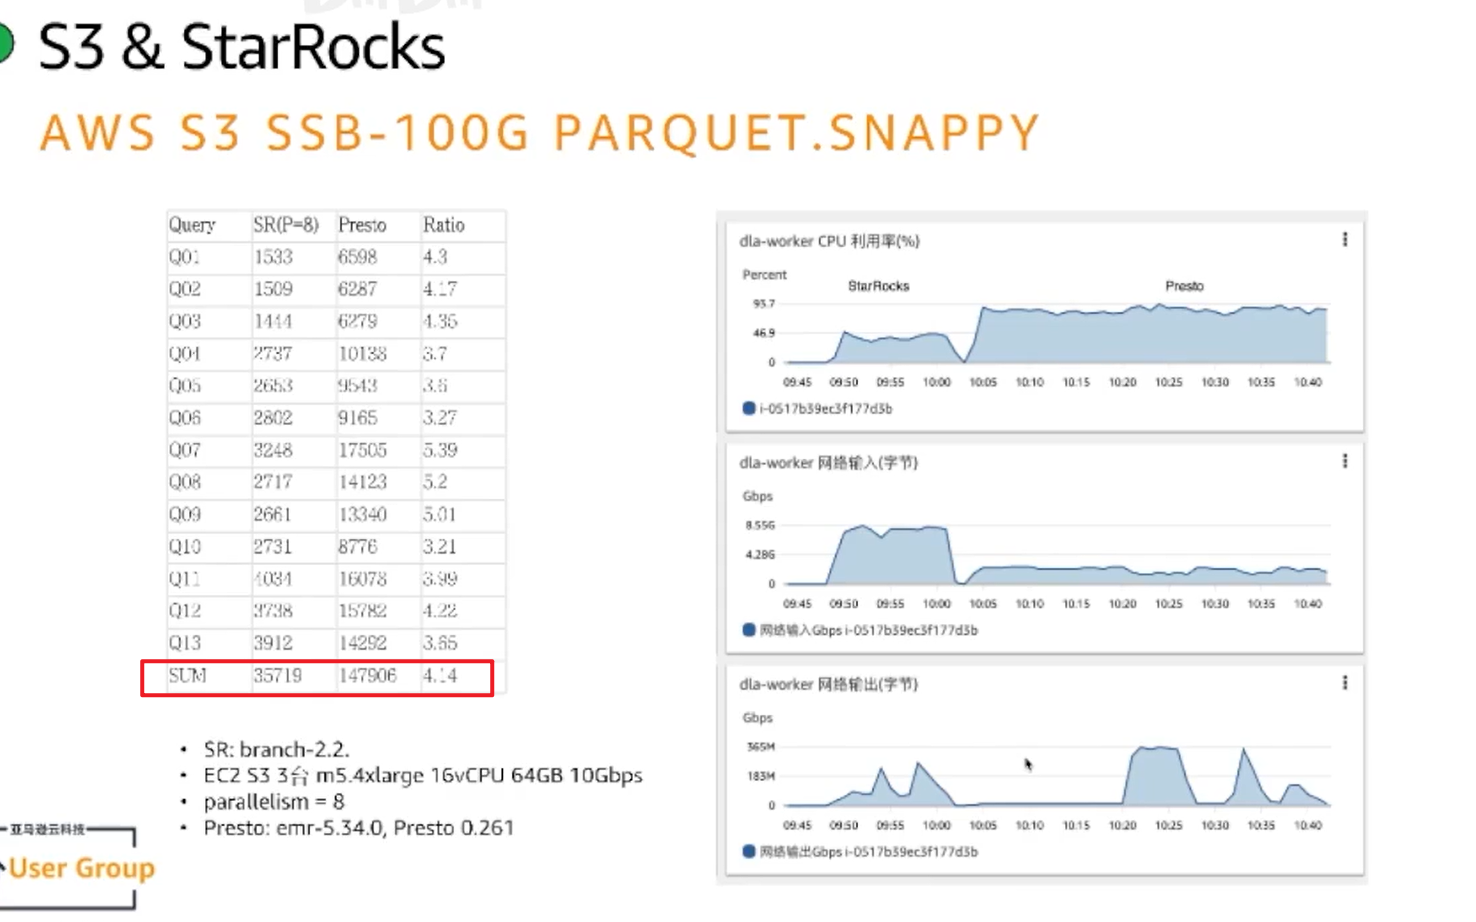 S3 & StarRocks
AWS S3 SSB-100G PARQUET.SNAPPY
Query SR(P=8) Presto Ratio
Q01 1533 6598 4.3
Q02 1509 6287 4.17
Q03 1444 6279 4.35
Q04 2737 10138 3.7
Q05 2653 9543 3.6
Q06 2802 9165 3.27
Q07 3248 17505 5.39
Q08 2717 14123 5.2
Q09 2661 13340 5.01
Q10 2731 8776 3.21
Q11 4034 16078 3.99
Q12 3738 15782 4.22
Q13 3912 14292 3.65
SUM 35719 147906 4.14
• SR: branch-2.2.
• EC2 S3 3台 m5.4xlarge 16vCPU 64GB 10Gbps
• parallelism = 8
• Presto: emr-5.34.0, Presto 0.261
亚马逊云科技
User Group
dla-worker CPU 利用率(%)
Percent
StarRocks Presto
93.7
46.9
0
09:45 09:50 09:55 10:00 10:05 10:10 10:15 10:20 10:25 10:30 10:35 10:40
i-0517b39ec3f177d3b
dla-worker 网络输入(字节)
Gbps
8.55G
4.28G
0
09:45 09:50 09:55 10:00 10:05 10:10 10:15 10:20 10:25 10:30 10:35 10:40
网络输入Gbps i-0517b39ec3f177d3b
dla-worker 网络输出(字节)
Gbps
365M
183M
0
09:45 09:50 09:55 10:00 10:05 10:10 10:15 10:20 10:25 10:30 10:35 10:40
网络输出Gbps i-0517b39ec3f177d3b